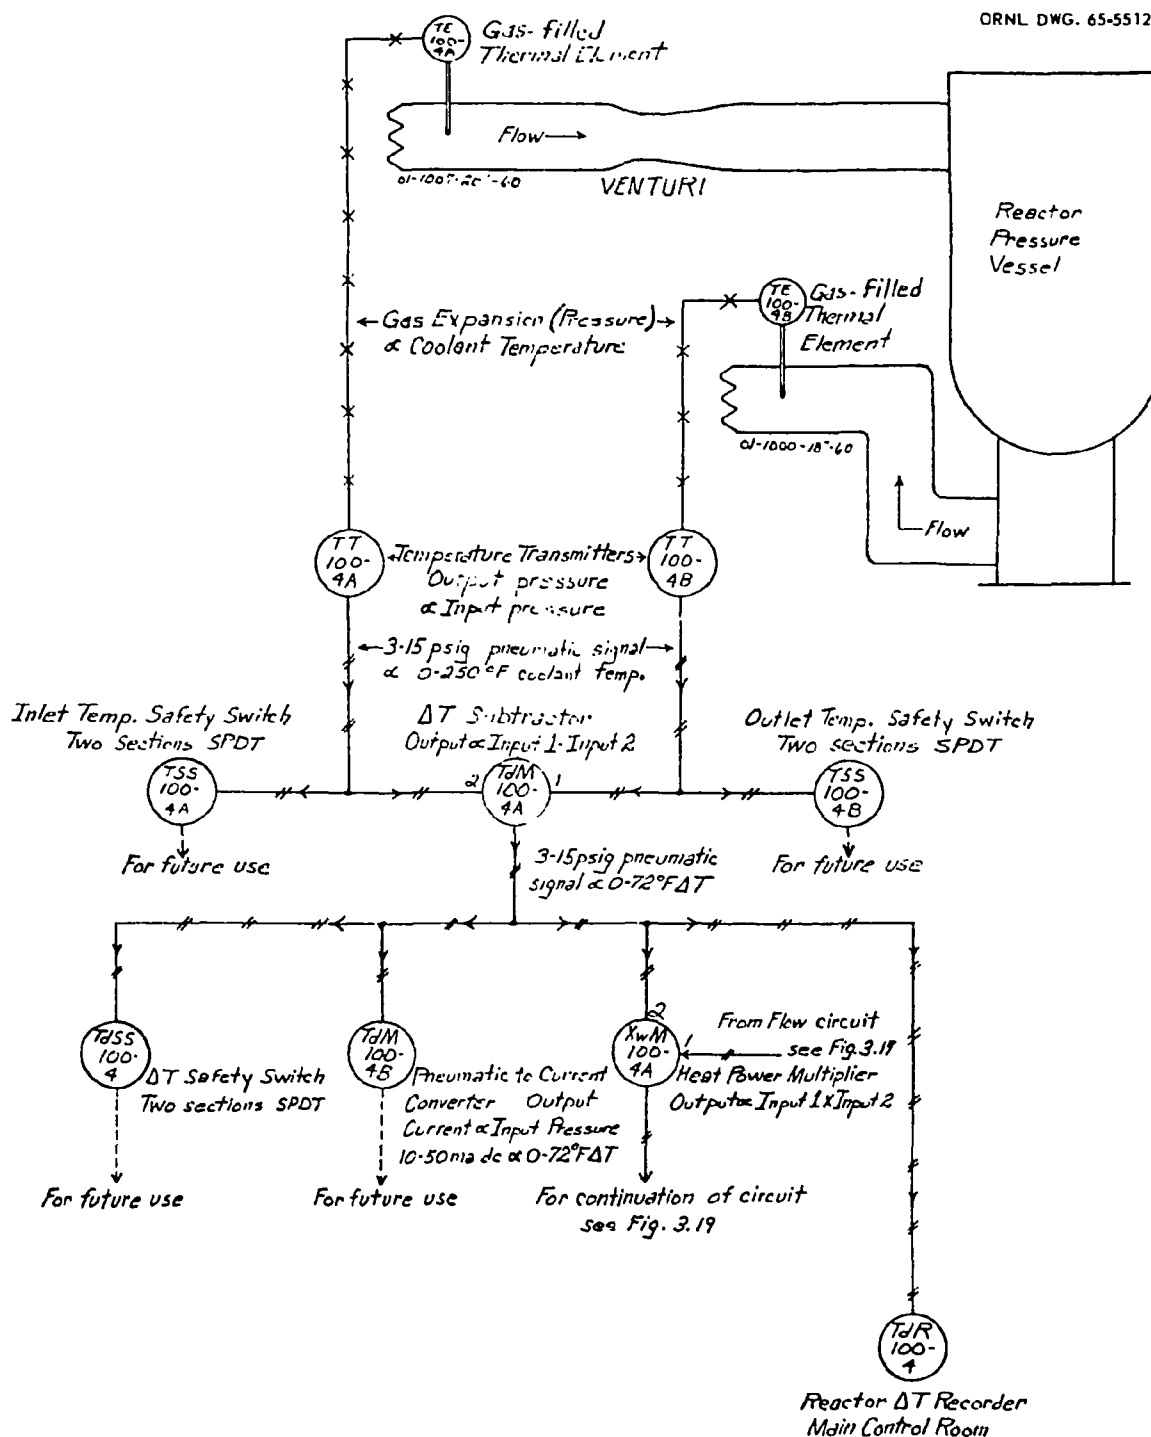 ORNL DWG. 65-5512
TE
100-
4A
Gas-filled
Thermal Element
Flow
VENTURI
Reactor
Pressure
Vessel
TE
100-
4B
Gas-filled
Thermal
Element
Gas Expansion (Pressure)
∝ Coolant Temperature
01-1000-18"-60
Flow
TT
100-
4A
Temperature Transmitters
Output pressure
∝ Input pressure
TT
100-
4B
3-15 psig pneumatic signal
∝ 0-250°F coolant temp.
Inlet Temp. Safety Switch
Two Sections SPDT
ΔT Subtractor
Output ∝ Input 1-Input 2
Outlet Temp. Safety Switch
Two sections SPDT
TSS
100-
4A
2
TdM
100-
4A
1
TSS
100-
4B
For future use
3-15 psig pneumatic
signal ∝ 0-72°F ΔT
For future use
TdSS
100-
4
ΔT Safety Switch
Two sections SPDT
TdM
100-
4B
Pneumatic to Current
Converter Output
Current ∝ Input Pressure
10-50 ma dc ∝ 0-72°F ΔT
2
XwM
100-
4A
1
From Flow circuit
see Fig. 3.19
Heat Power Multiplier
Output ∝ Input 1 X Input 2
For future use
For future use
For continuation of circuit
see Fig. 3.19
TdR
100-
4
Reactor ΔT Recorder
Main Control Room